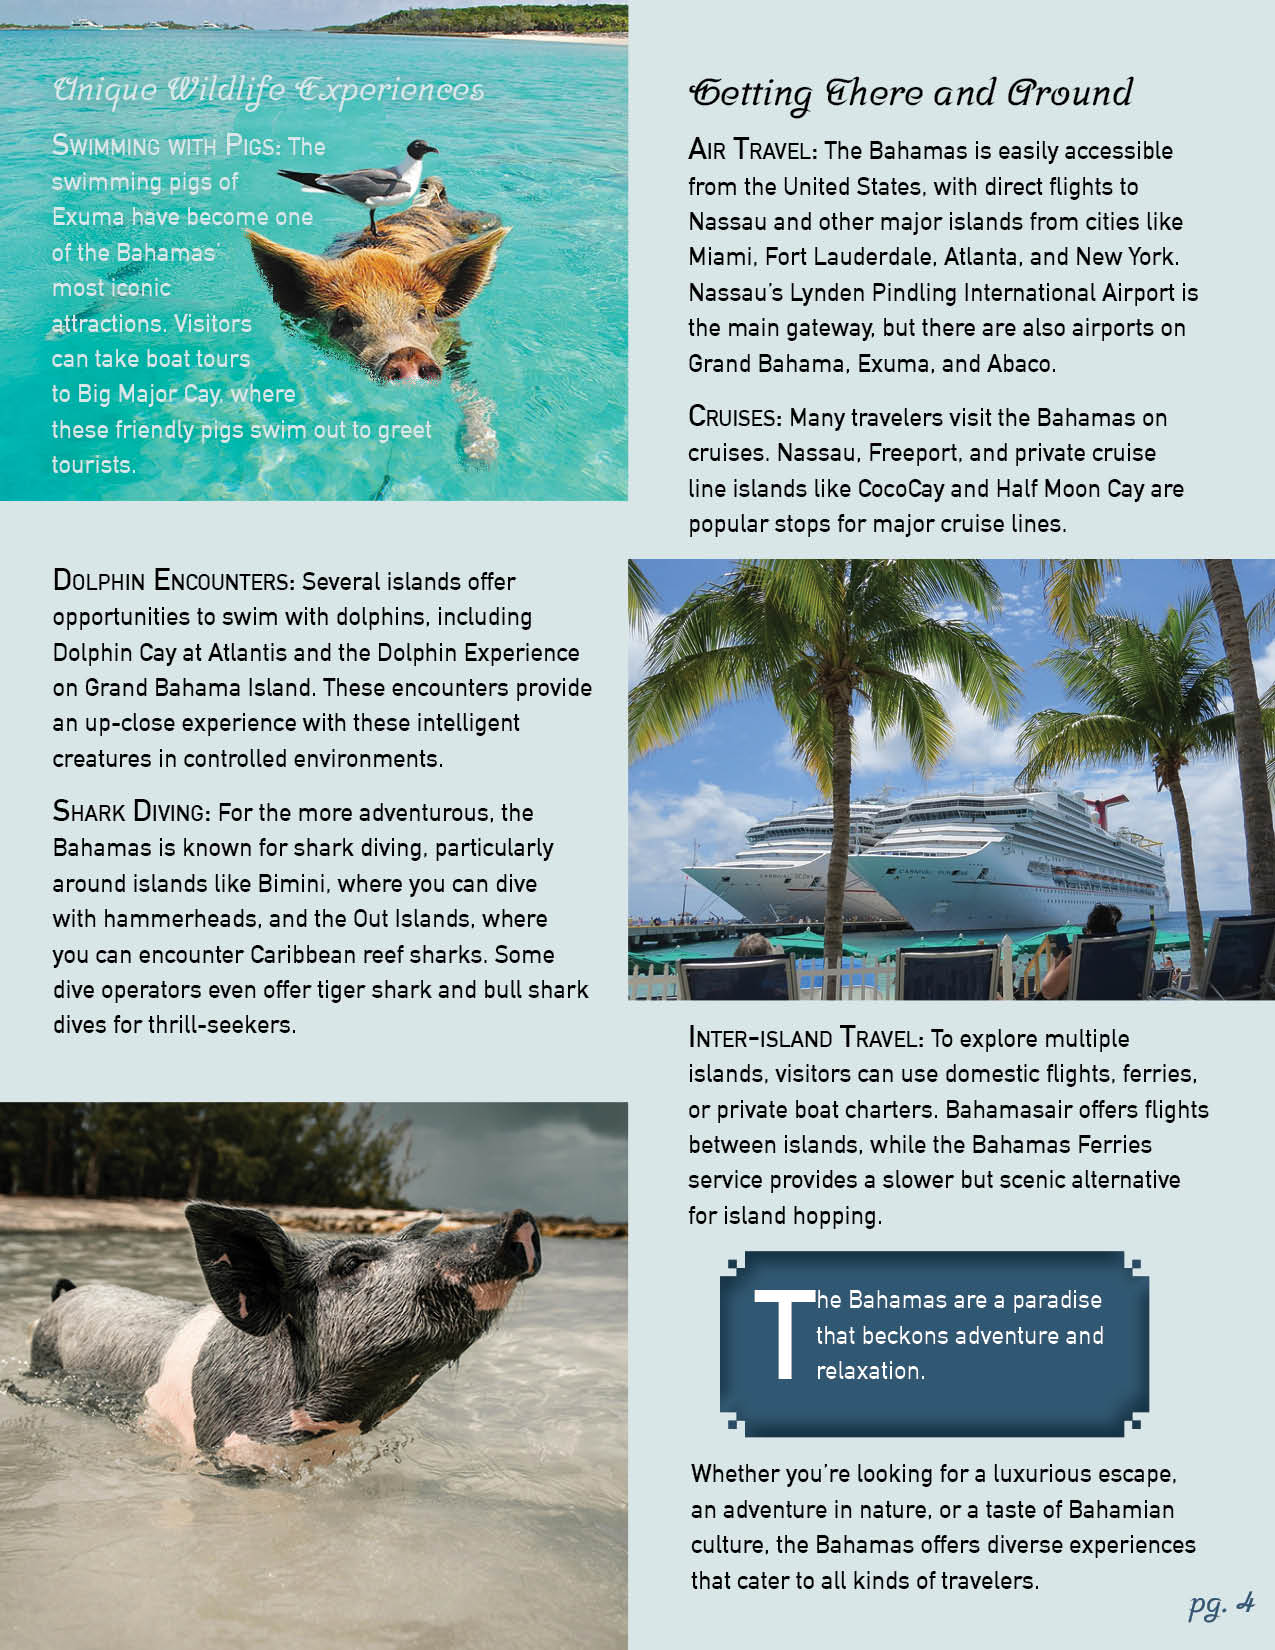 Unique Wildlife Experiences
Swimming with Pigs: The
swimming pigs of
Exuma have become one
of the Bahamas'
most iconic
attractions. Visitors
can take boat tours
to Big Major Cay, where
these friendly pigs swim out to greet
tourists.
Dolphin Encounters: Several islands offer
opportunities to swim with dolphins, including
Dolphin Cay at Atlantis and the Dolphin Experience
on Grand Bahama Island. These encounters provide
an up-close experience with these intelligent
creatures in controlled environments.
Shark Diving: For the more adventurous, the
Bahamas is known for shark diving, particularly
around islands like Bimini, where you can dive
with hammerheads, and the Out Islands, where
you can encounter Caribbean reef sharks. Some
dive operators even offer tiger shark and bull shark
dives for thrill-seekers.
Getting There and Around
Air Travel: The Bahamas is easily accessible
from the United States, with direct flights to
Nassau and other major islands from cities like
Miami, Fort Lauderdale, Atlanta, and New York.
Nassau's Lynden Pindling International Airport is
the main gateway, but there are also airports on
Grand Bahama, Exuma, and Abaco.
Cruises: Many travelers visit the Bahamas on
cruises. Nassau, Freeport, and private cruise
line islands like CocoCay and Half Moon Cay are
popular stops for major cruise lines.
CARNIVAL
CARNIVAL
Inter-island Travel: To explore multiple
islands, visitors can use domestic flights, ferries,
or private boat charters. Bahamasair offers flights
between islands, while the Bahamas Ferries
service provides a slower but scenic alternative
for island hopping.
The Bahamas are a paradise
that beckons adventure and
relaxation.
Whether you're looking for a luxurious escape,
an adventure in nature, or a taste of Bahamian
culture, the Bahamas offers diverse experiences
that cater to all kinds of travelers.
pg. 4